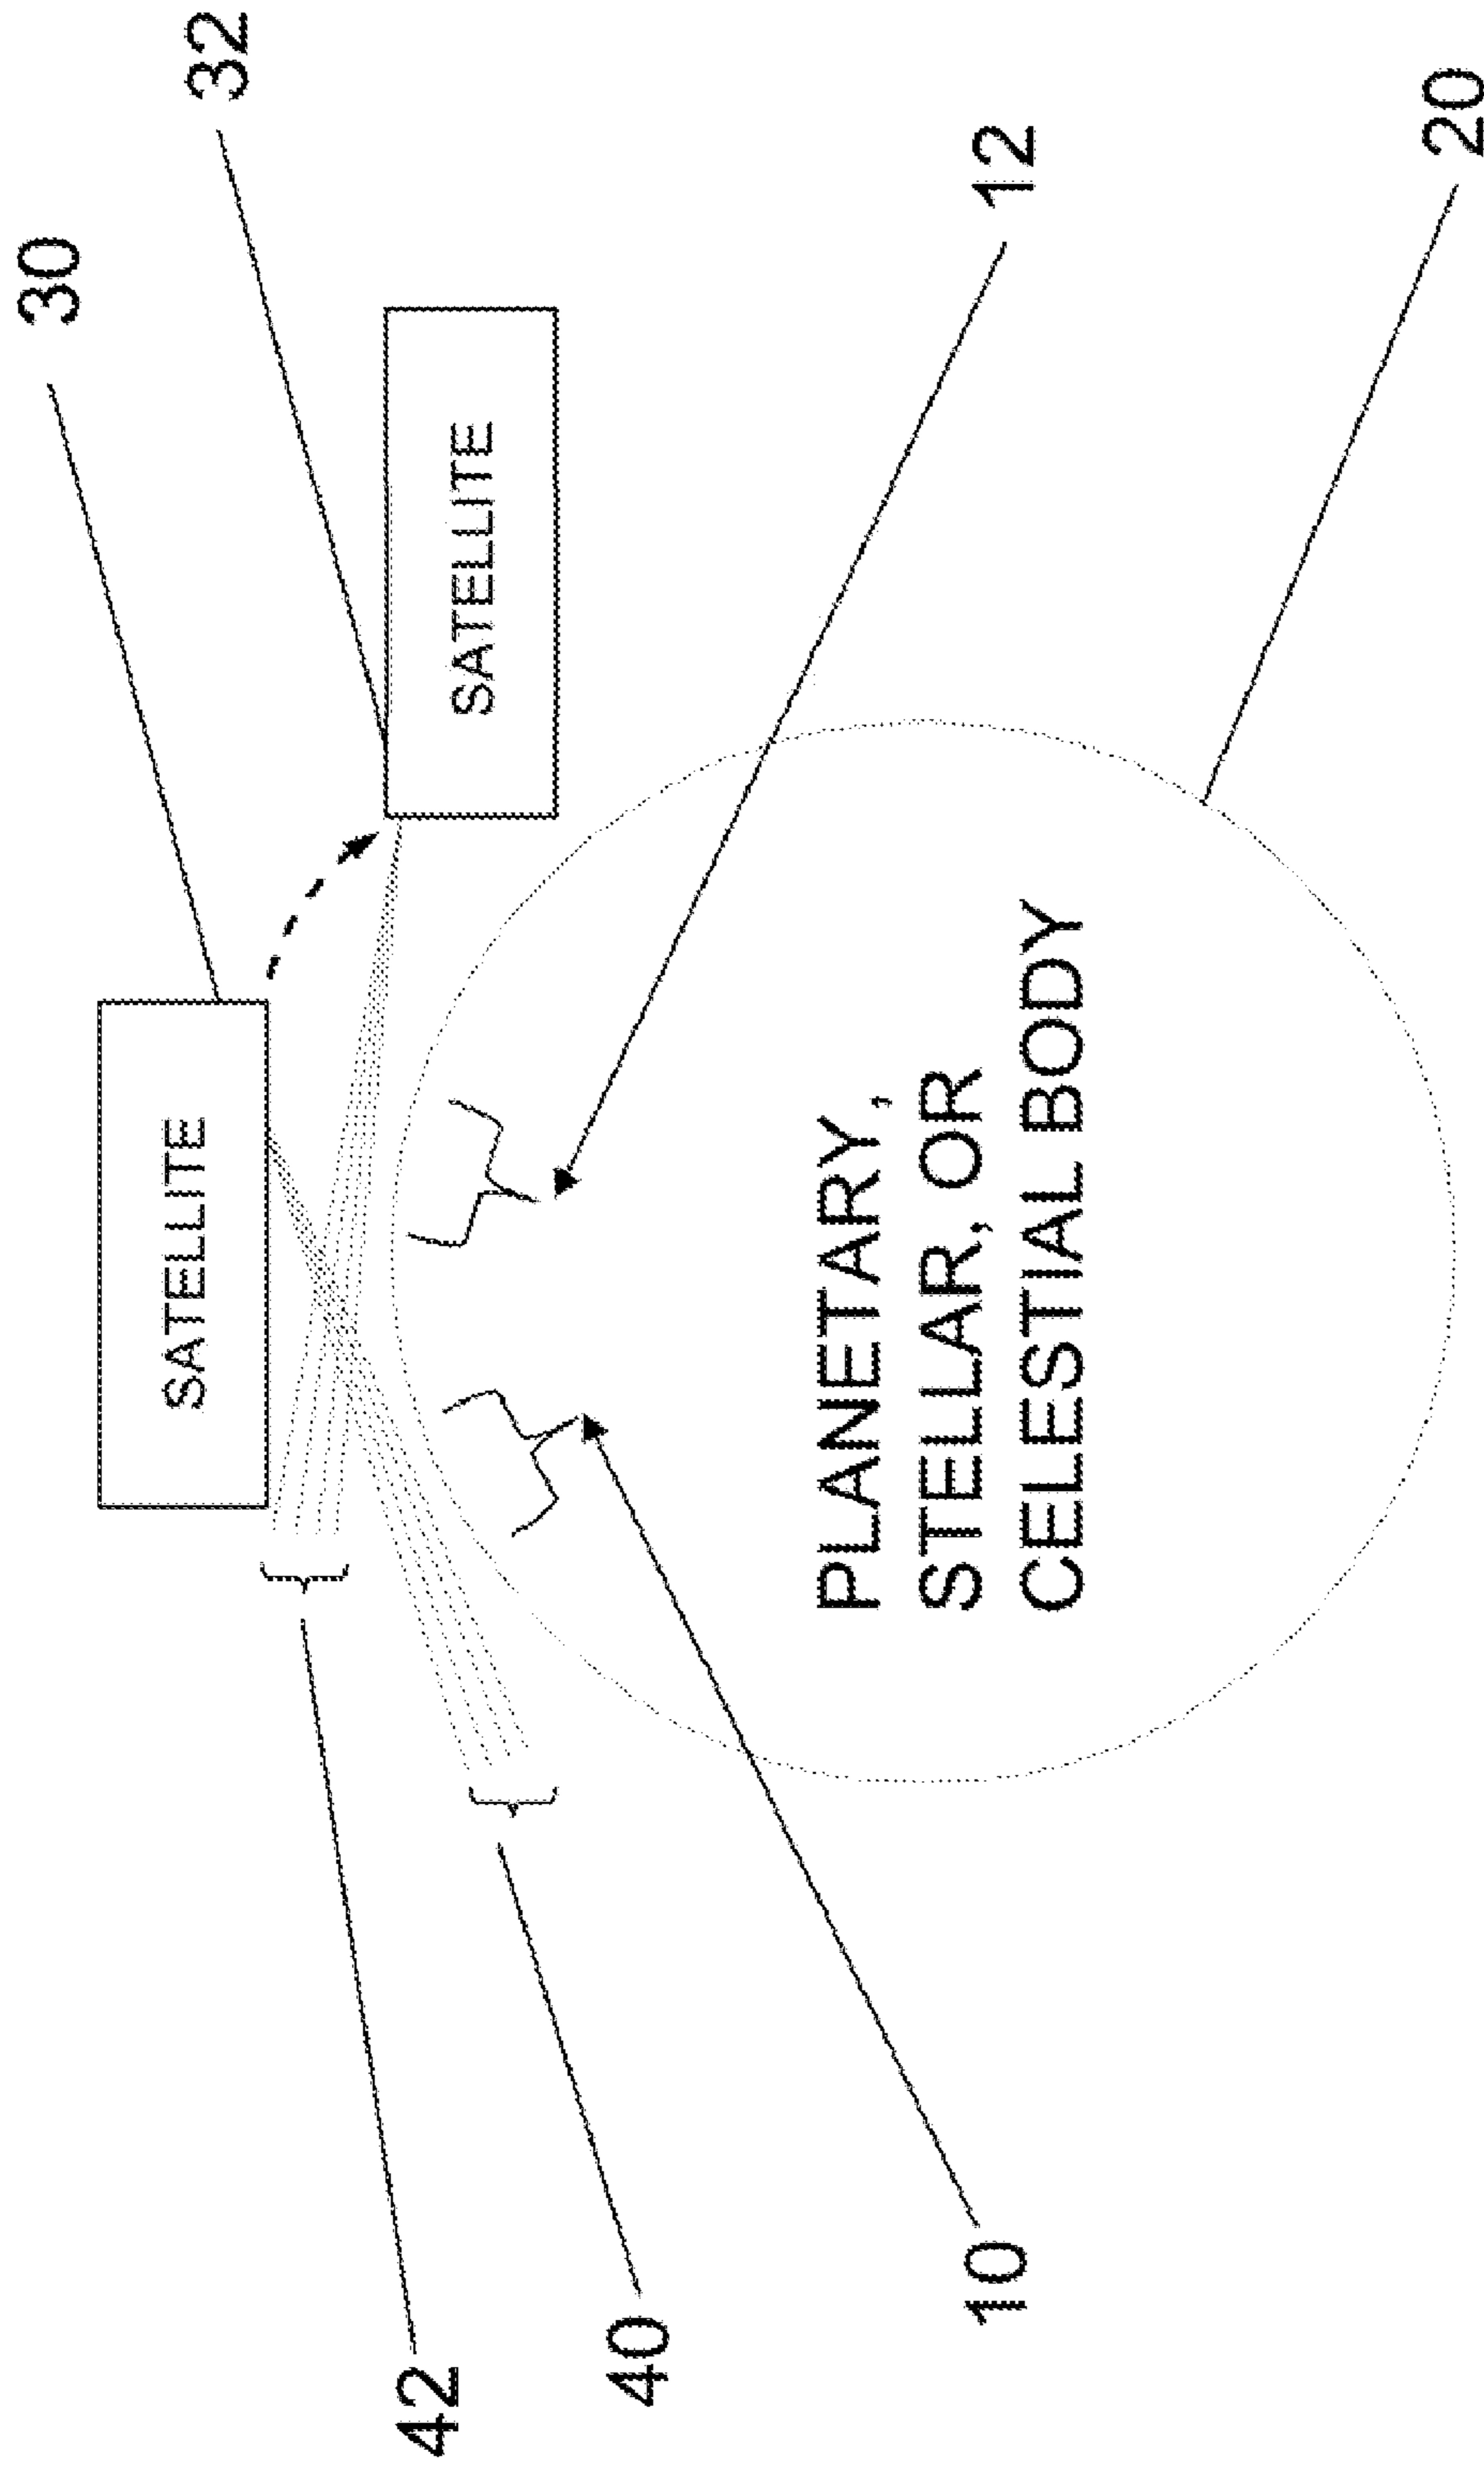 30
SATELLITE
32
42
SATELLITE
40
PLANETARY,
STELLAR, OR
CELESTIAL BODY
10
12
20